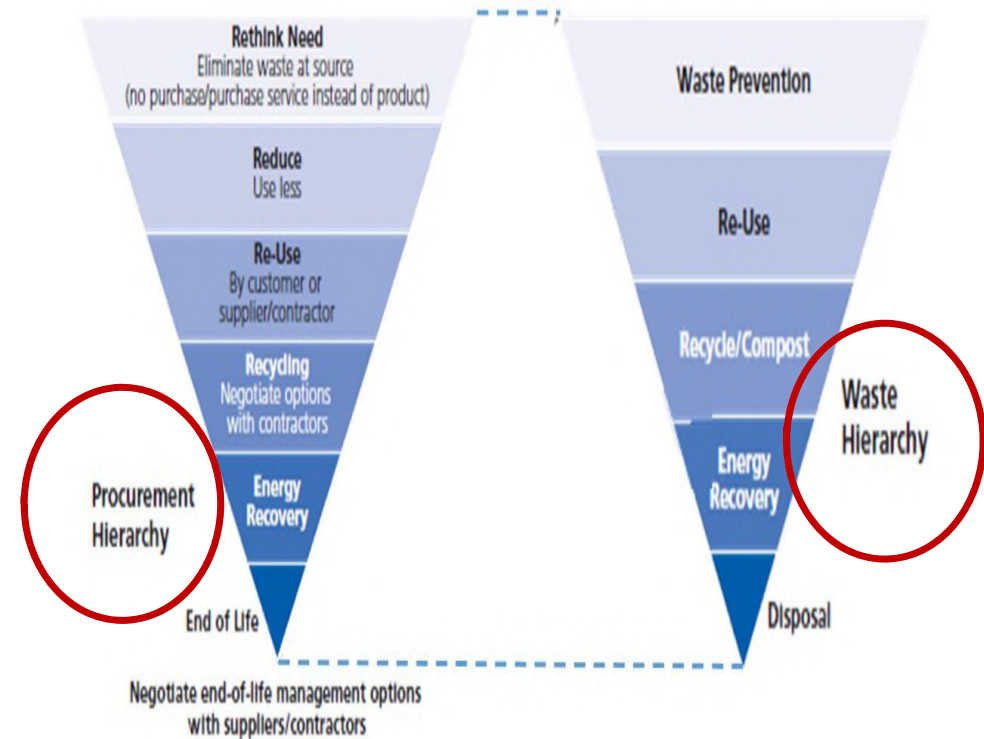 Rethink Need
Eliminate waste at source
(no purchase/purchase service instead of product)
Reduce
Use less
Re-Use
By customer or
supplier/contractor
Recycling
Negotiate options
with contractors
Energy
Recovery
Procurement
Hierarchy
End of Life
Negotiate end-of-life management options
with suppliers/contractors
Waste Prevention
Re-Use
Recycle/Compost
Energy
Recovery
Waste
Hierarchy
Disposal